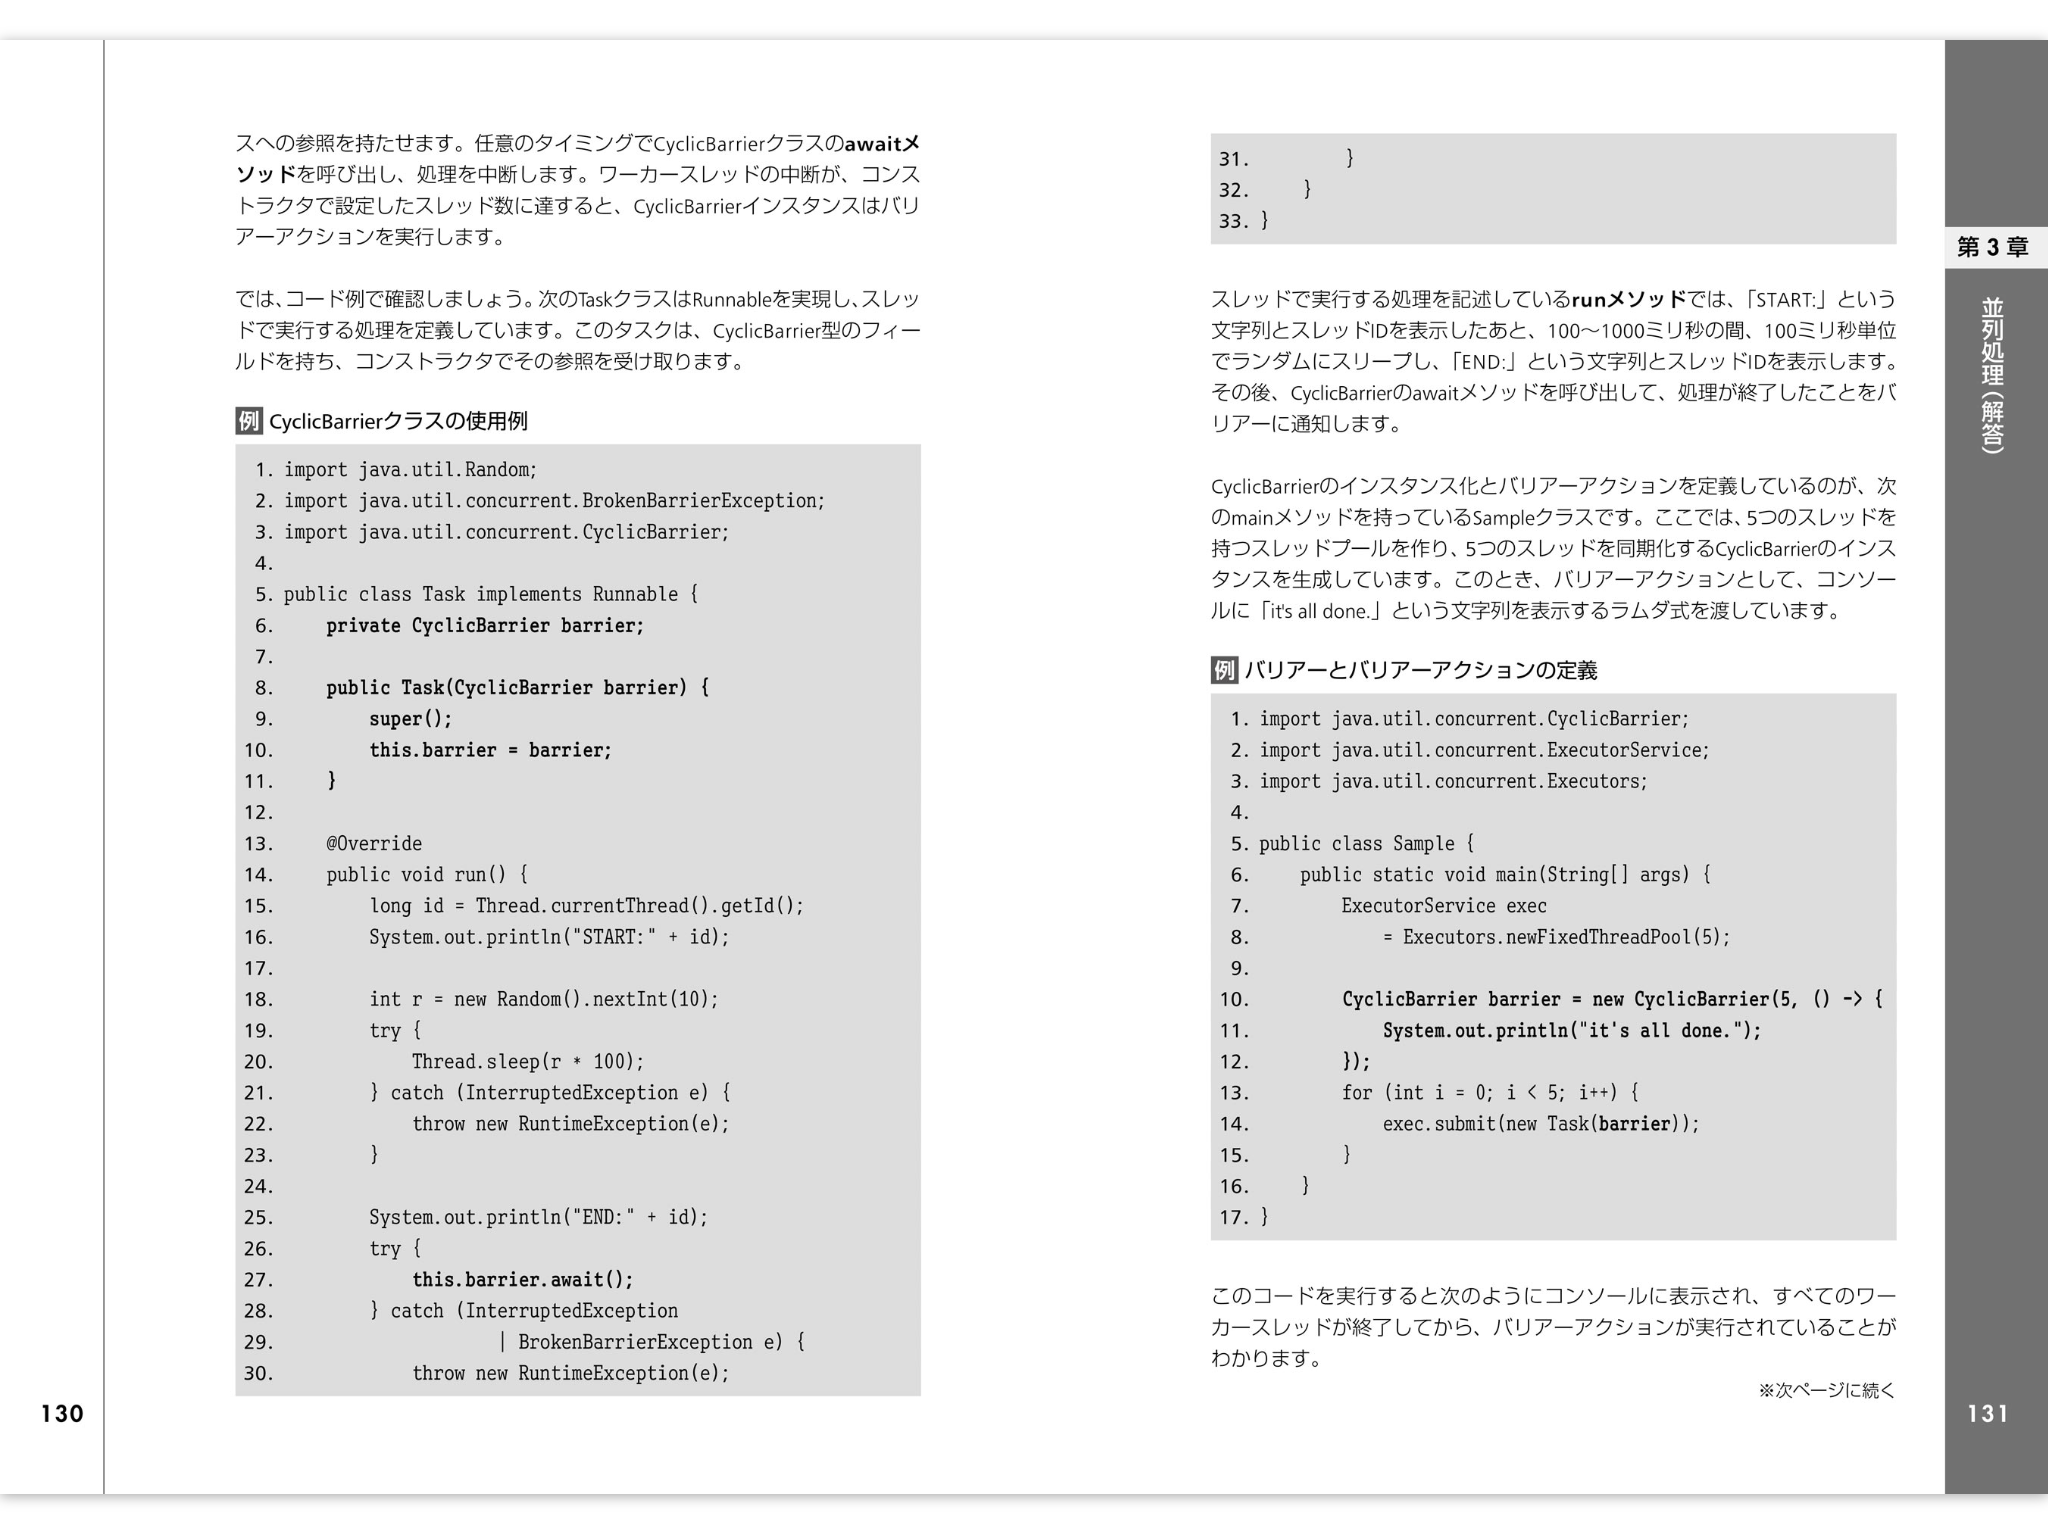 スへの参照を持たせます。任意のタイミングでCyclicBarrierクラスのawaitメ
ソッドを呼び出し、処理を中断します。ワーカースレッドの中断が、コンス
トラクタで設定したスレッド数に達すると、CyclicBarrierインスタンスはバリ
アーアクションを実行します。
では、コード例で確認しましょう。次のTaskクラスはRunnableを実現し、スレッ
ドで実行する処理を定義しています。このタスクは、CyclicBarrier型のフィー
ルドを持ち、コンストラクタでその参照を受け取ります。
例 CyclicBarrierクラスの使用例
1. import java.util.Random;
2. import java.util.concurrent.BrokenBarrierException;
3. import java.util.concurrent.CyclicBarrier;
4.
5. public class Task implements Runnable {
6.     private CyclicBarrier barrier;
7.
8.     public Task(CyclicBarrier barrier) {
9.         super();
10.         this.barrier = barrier;
11.     }
12.
13.     @Override
14.     public void run() {
15.         long id = Thread.currentThread().getId();
16.         System.out.println("START:" + id);
17.
18.         int r = new Random().nextInt(10);
19.         try {
20.             Thread.sleep(r * 100);
21.         } catch (InterruptedException e) {
22.             throw new RuntimeException(e);
23.         }
24.
25.         System.out.println("END:" + id);
26.         try {
27.             this.barrier.await();
28.         } catch (InterruptedException
29.                     | BrokenBarrierException e) {
30.             throw new RuntimeException(e);
130
31.         }
32.     }
33. }
スレッドで実行する処理を記述しているrunメソッドでは、「START:」という
文字列とスレッドIDを表示したあと、100〜1000ミリ秒の間、100ミリ秒単位
でランダムにスリープし、「END:」という文字列とスレッドIDを表示します。
その後、CyclicBarrierのawaitメソッドを呼び出して、処理が終了したことをバ
リアーに通知します。
CyclicBarrierのインスタンス化とバリアーアクションを定義しているのが、次
のmainメソッドを持っているSampleクラスです。ここでは、5つのスレッドを
持つスレッドプールを作り、5つのスレッドを同期化するCyclicBarrierのインス
タンスを生成しています。このとき、バリアーアクションとして、コンソー
ルに「it's all done.」という文字列を表示するラムダ式を渡しています。
例 バリアーとバリアーアクションの定義
1. import java.util.concurrent.CyclicBarrier;
2. import java.util.concurrent.ExecutorService;
3. import java.util.concurrent.Executors;
4.
5. public class Sample {
6.     public static void main(String[] args) {
7.         ExecutorService exec
8.             = Executors.newFixedThreadPool(5);
9.
10.         CyclicBarrier barrier = new CyclicBarrier(5, () -> {
11.             System.out.println("it's all done.");
12.         });
13.         for (int i = 0; i < 5; i++) {
14.             exec.submit(new Task(barrier));
15.         }
16.     }
17. }
このコードを実行すると次のようにコンソールに表示され、すべてのワー
カースレッドが終了してから、バリアーアクションが実行されていることが
わかります。
※次ページに続く
第3章
並列処理(解答)
131